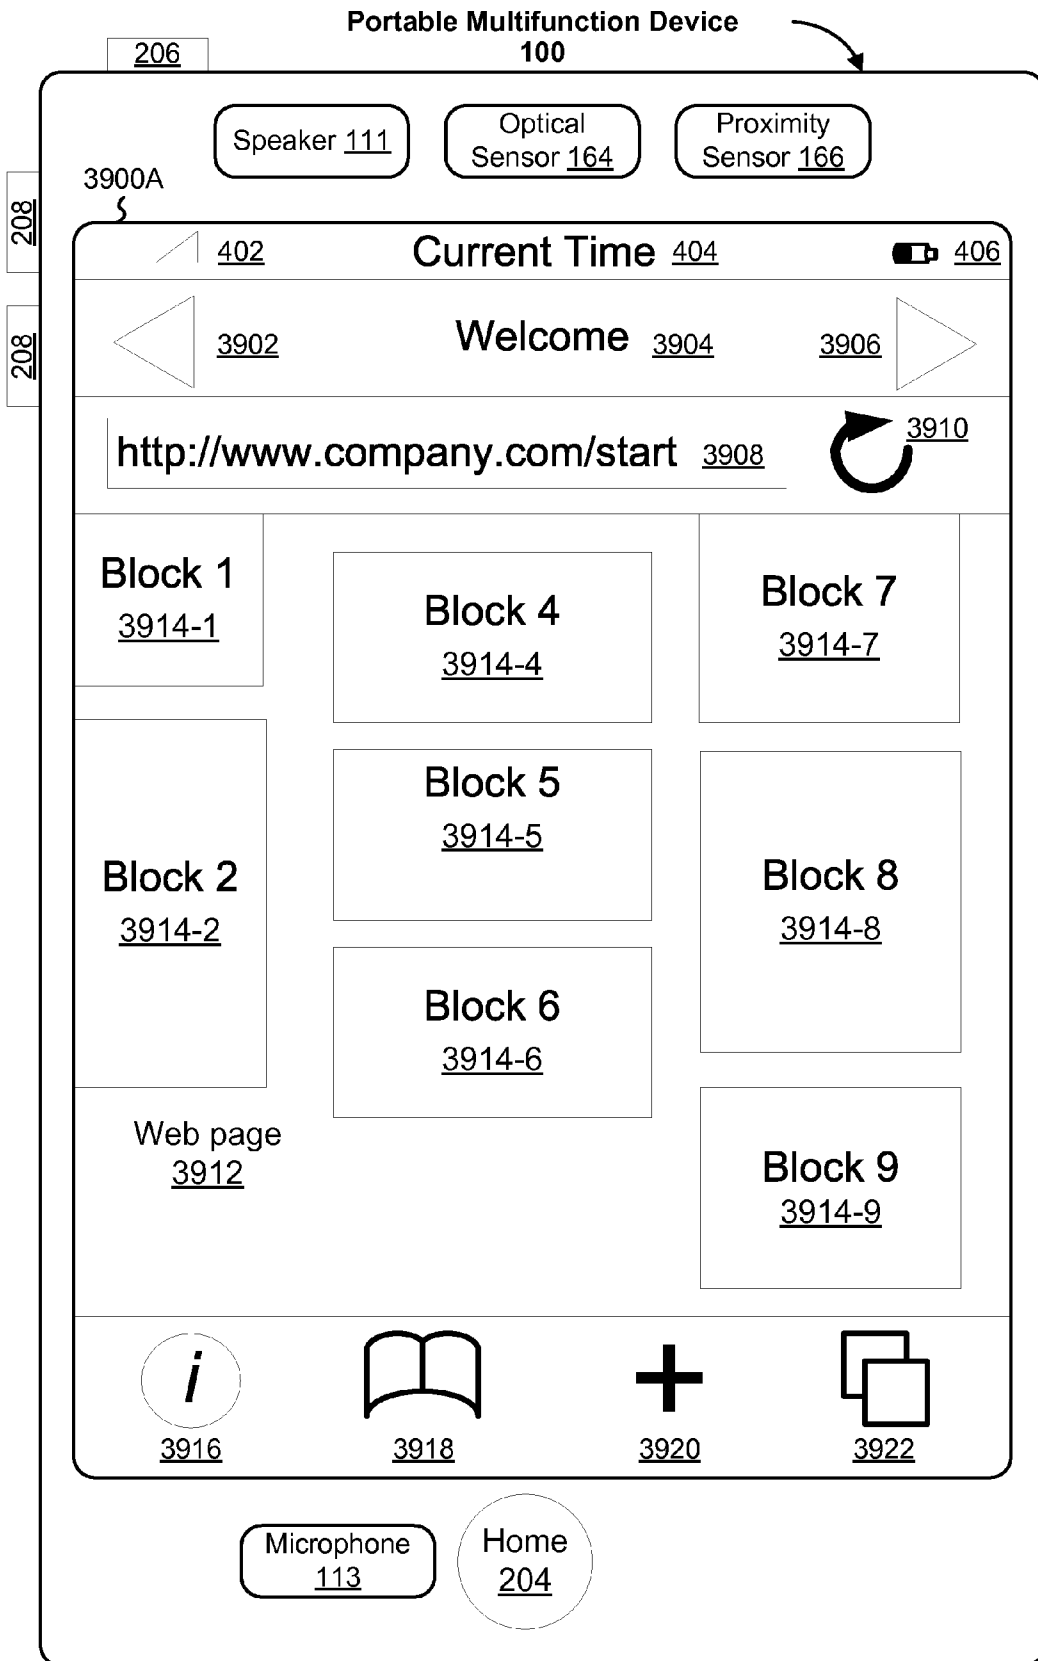 Portable Multifunction Device
100
206
Speaker 111
Optical
Sensor 164
Proximity
Sensor 166
3900A
208
208
402
Current Time 404
406
3902
Welcome 3904
3906
http://www.company.com/start 3908
3910
Block 1
3914-1
Block 4
3914-4
Block 7
3914-7
Block 2
3914-2
Block 5
3914-5
Block 8
3914-8
Block 6
3914-6
Web page
3912
Block 9
3914-9
i
3916
3918
3920
3922
Microphone
113
Home
204